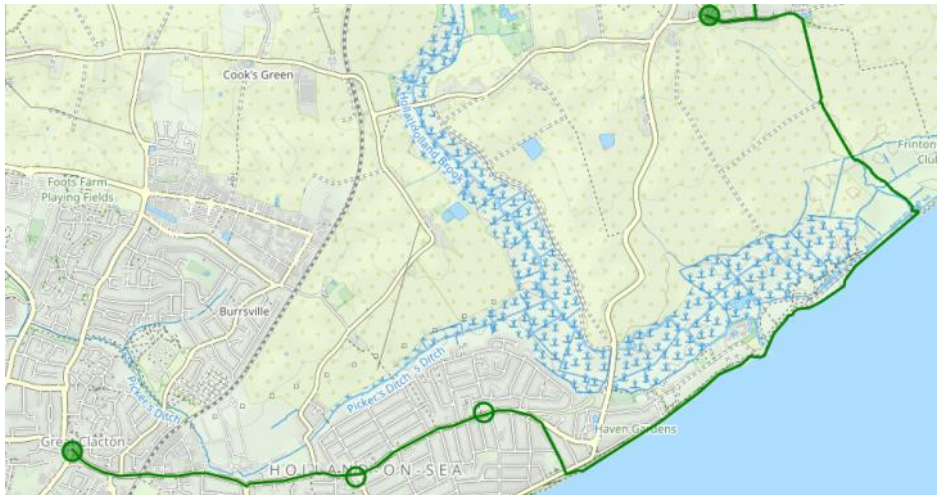 Cook's Green
Holland Brook
Frinton
Club
Foots Farm
Playing Fields
Burrsville
Picker's Ditch
Picker's Ditch
Great Clacton
Haven Gardens
HOLLAND-ON-SEA